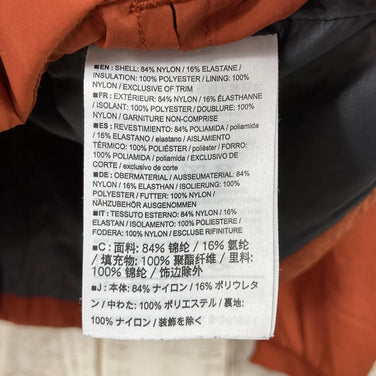 ■EN : SHELL: 84% NYLON / 16% ELASTANE /
INSULATION: 100% POLYESTER / LINING: 100%
NYLON / EXCLUSIVE OF TRIM
■FR : EXTÉRIEUR: 84% NYLON / 16% ÉLASTHANNE
/ ISOLANT: 100% POLYESTER / DOUBLURE: 100%
NYLON / GARNITURE NON-COMPRISE
■ES : REVESTIMIENTO: 84% POLIAMIDA / poliamida
/ 16% ELASTANO / elastano / AISLAMIENTO
TÉRMICO: 100% POLIÉSTER / poliéster / FORRO:
100% POLIAMIDA / poliamida / EXCLUSIVO DE
CORTE / exclusivo de corte
■DE : OBERMATERIAL / AUSSEUMATERIAL: 84%
NYLON / 16% ELASTHAN / ISOLIERUNG: 100%
POLYESTER / FUTTER: 100% NYLON /
NÄHZUBEHÖR AUSGENOMMEN
■IT : TESSUTO ESTERNO: 84% NYLON / 16%
ELASTAN / ISOLAMENTO: 100% POLIESTERE /
FODERA: 100% NYLON / ESCLUSE RIFINITURE
■C : 面料: 84% 锦纶 / 16% 氨纶
/ 填充物: 100% 聚酯纤维 / 里料:
100% 锦纶 / 饰边除外
■J : 本体: 84% ナイロン / 16% ポリウレタ
ン / 中わた: 100% ポリエステル / 裏地:
100% ナイロン / 装飾を除く